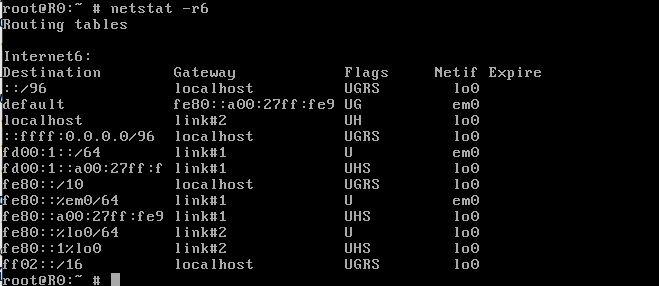 root@R0:~ # netstat -r6
Routing tables

Internet6:
Destination Gateway Flags Netif Expire
::/96 localhost UGRS lo0
default fe80::a00:27ff:fe9 UG em0
localhost link#2 UH lo0
::ffff:0.0.0.0/96 localhost UGRS lo0
fd00:1::/64 link#1 U em0
fd00:1::a00:27ff:f link#1 UHS lo0
fe80::/10 localhost UGRS lo0
fe80::%em0/64 link#1 U em0
fe80::a00:27ff:fe9 link#1 UHS lo0
fe80::%lo0/64 link#2 U lo0
fe80::1%lo0 link#2 UHS lo0
ff02::/16 localhost UGRS lo0
root@R0:~ #